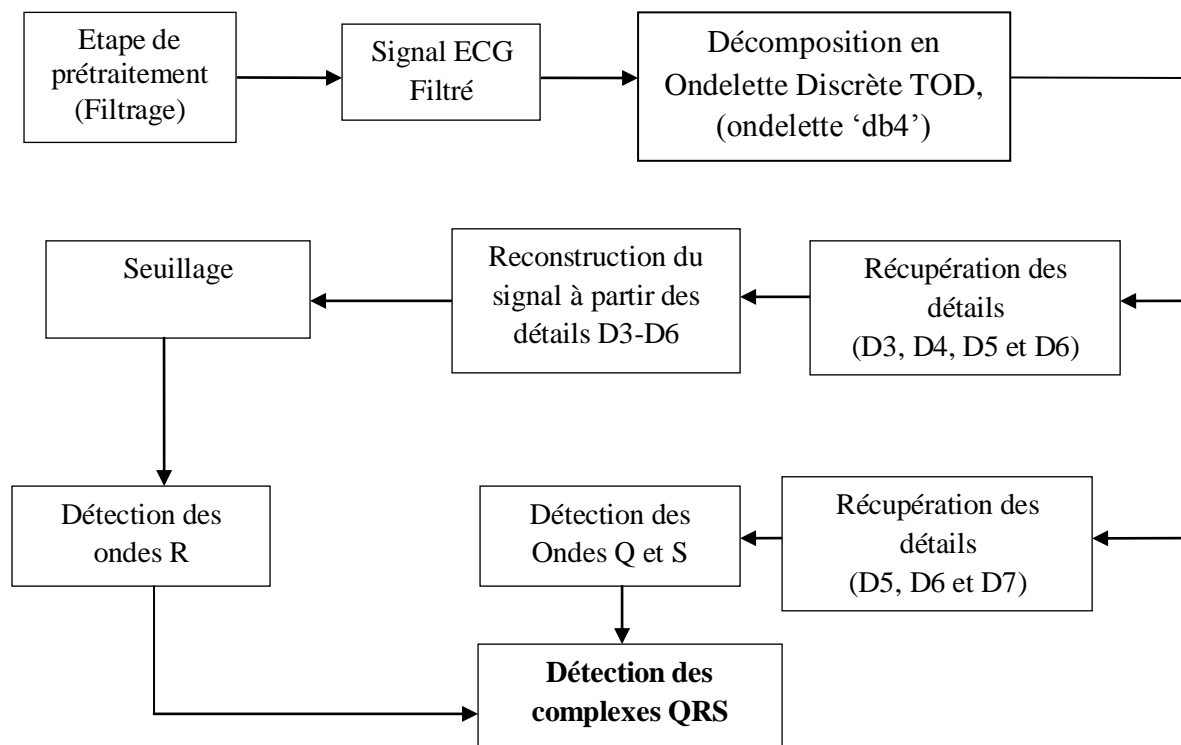 Etape de
prétraitement
(Filtrage)
Signal ECG
Filtré
Décomposition en
Ondelette Discrète TOD,
(ondelette ‘db4’)
Seuillage
Reconstruction du
signal à partir des
détails D3-D6
Récupération des
détails
(D3, D4, D5 et D6)
Détection des
ondes R
Détection des
Ondes Q et S
Récupération des
détails
(D5, D6 et D7)
Détection des
complexes QRS